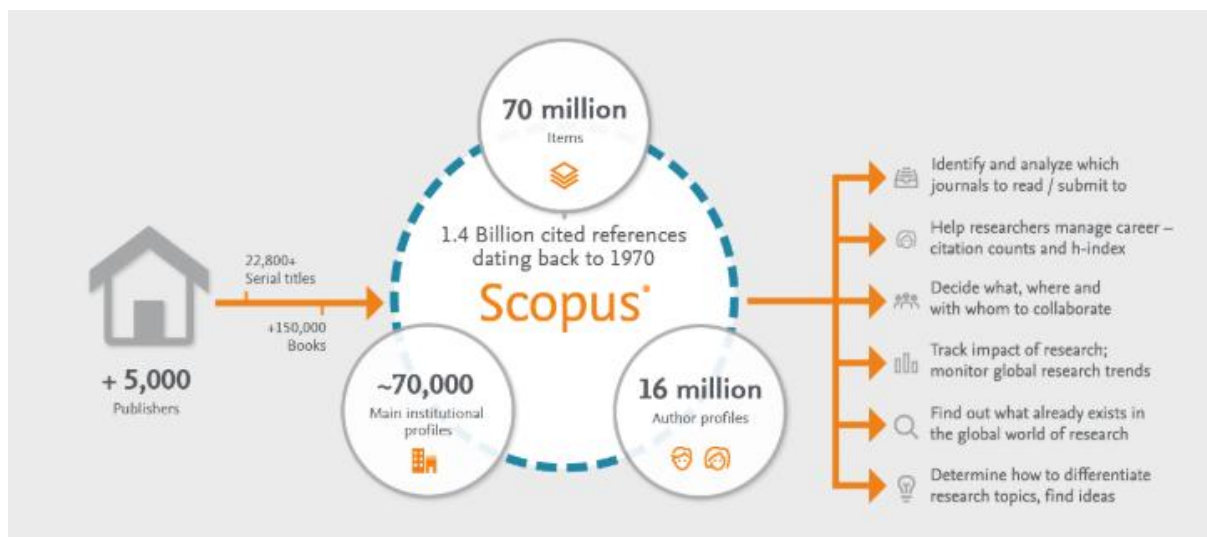 70 million
Items
1.4 Billion cited references
dating back to 1970
Scopus®
22,800+
Serial titles
+150,000
Books
+ 5,000
Publishers
~70,000
Main institutional
profiles
16 million
Author profiles
Identify and analyze which
journals to read / submit to
Help researchers manage career –
citation counts and h-index
Decide what, where and
with whom to collaborate
Track impact of research;
monitor global research trends
Find out what already exists in
the global world of research
Determine how to differentiate
research topics, find ideas